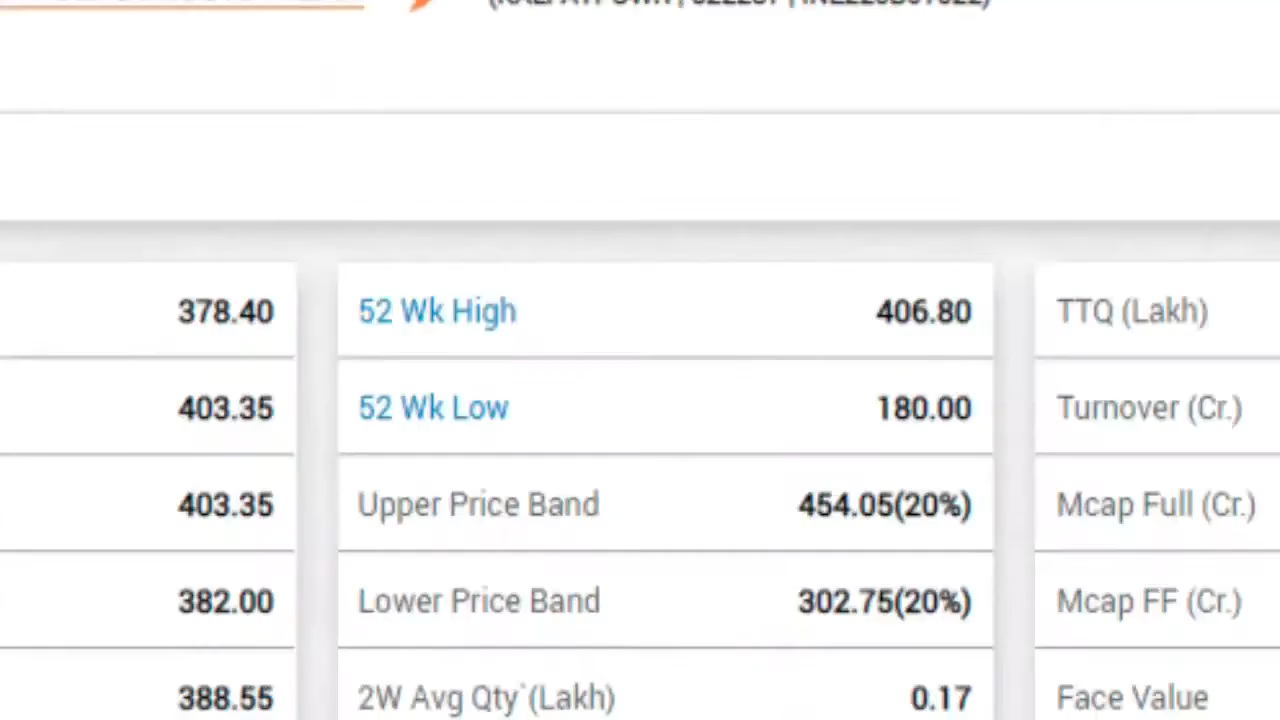 378.40 52 Wk High 406.80 TTQ (Lakh)
403.35 52 Wk Low 180.00 Turnover (Cr.)
403.35 Upper Price Band 454.05(20%) Mcap Full (Cr.)
382.00 Lower Price Band 302.75(20%) Mcap FF (Cr.)
388.55 2W Avg Qty`(Lakh) 0.17 Face Value